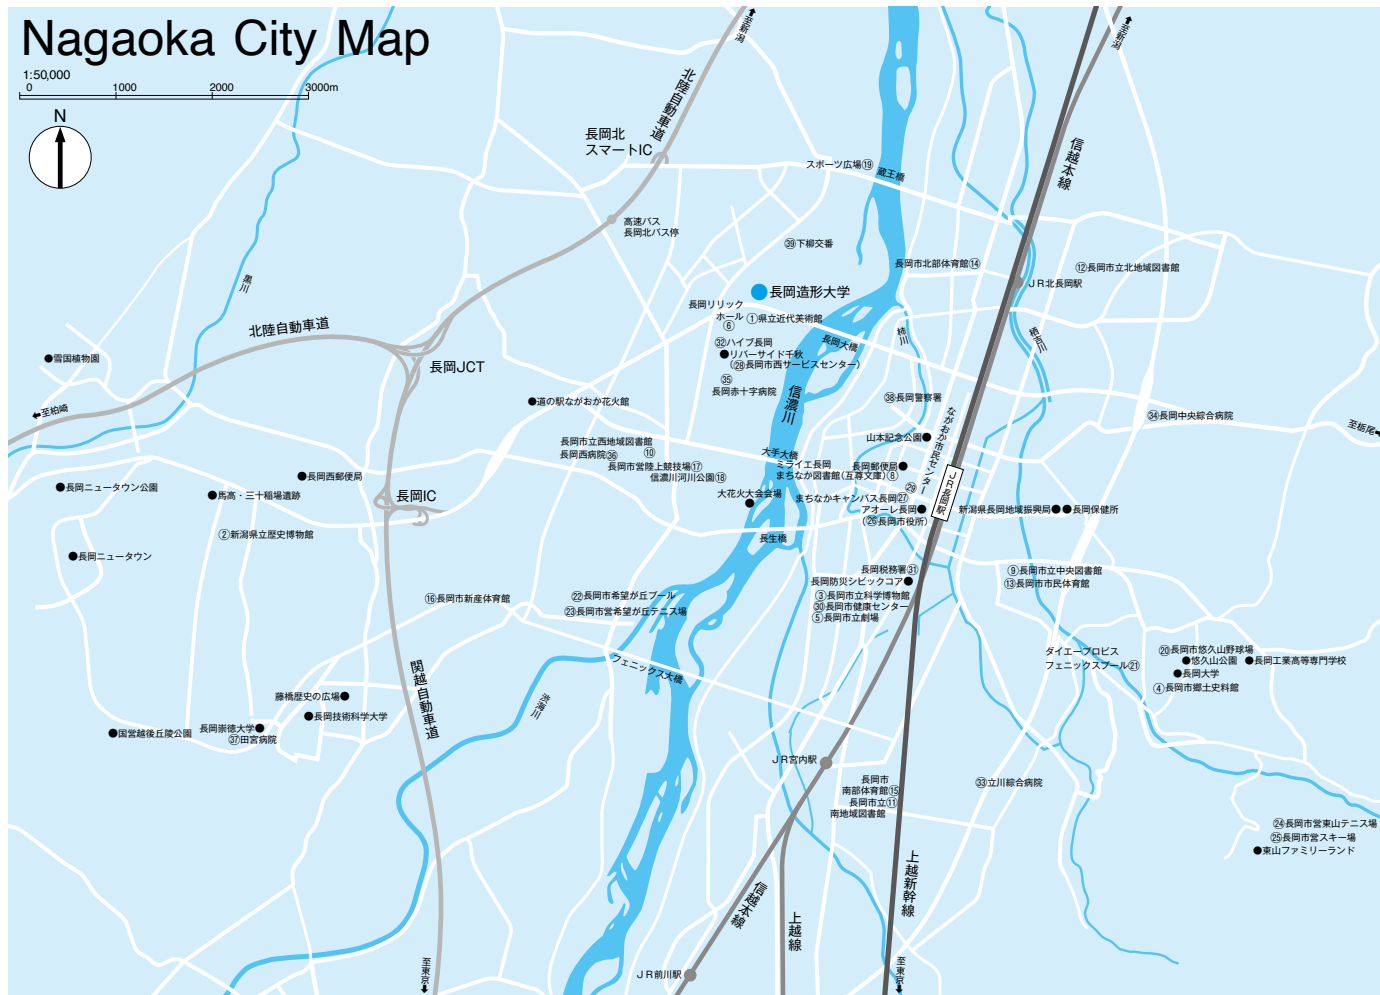 Nagaoka City Map
1:50,000
0 1000 2000 3000m
N
至新潟
至新潟
北陸自動車道
長岡北
スマートIC
信越本線
スポーツ広場⑲
蔵王橋
高速バス
長岡北バス停
㊴下柳交番
長岡市北部体育館⑭
⑫長岡市立北地域図書館
JR北長岡駅
黒川
長岡造形大学
長岡リリック
ホール
⑥
①県立近代美術館
北陸自動車道
柿川
栖吉川
長岡大橋
㉜ハイブ長岡
リバーサイド千秋
(㉘長岡市西サービスセンター)
雪国植物園
長岡JCT
㉟
長岡赤十字病院
信濃川
道の駅ながおか花火館
㊳長岡警察署
至柏崎
㉞長岡中央綜合病院
至栃尾
ながおか市民センター
㉙
山本記念公園
長岡市立西地域図書館
⑩
長岡西病院㊱
大手大橋
長岡市営陸上競技場⑰
信濃川河川公園⑱
ミライエ長岡
まちなか図書館(互尊文庫)⑧
長岡郵便局
長岡西郵便局
長岡ニュータウン公園
馬高・三十稲場遺跡
長岡IC
大花火大会会場
まちなかキャンパス長岡㉗
アオーレ長岡
(㉖長岡市役所)
JR長岡駅
新潟県長岡地域振興局
長岡保健所
②新潟県立歴史博物館
長生橋
長岡ニュータウン
長岡税務署㉛
長岡防災シビックコア
⑨長岡市立中央図書館
⑬長岡市市民体育館
⑯長岡市新産体育館
㉒長岡市希望が丘プール
㉓長岡市営希望が丘テニス場
③長岡市立科学博物館
㉚長岡市健康センター
⑤長岡市立劇場
フェニックス大橋
ダイエープロビス
フェニックスプール㉑
⑳長岡市悠久山野球場
悠久山公園
長岡工業高等専門学校
長岡大学
④長岡市郷土史料館
関越自動車道
渋海川
藤橋歴史の広場
長岡技術科学大学
長岡崇徳大学
㊲田宮病院
国営越後丘陵公園
JR宮内駅
長岡市
南部体育館⑮
長岡市立⑪
南地域図書館
㉝立川綜合病院
㉔長岡市営東山テニス場
㉕長岡市営スキー場
東山ファミリーランド
上越新幹線
信越本線
上越線
JR前川駅
至東京
至東京